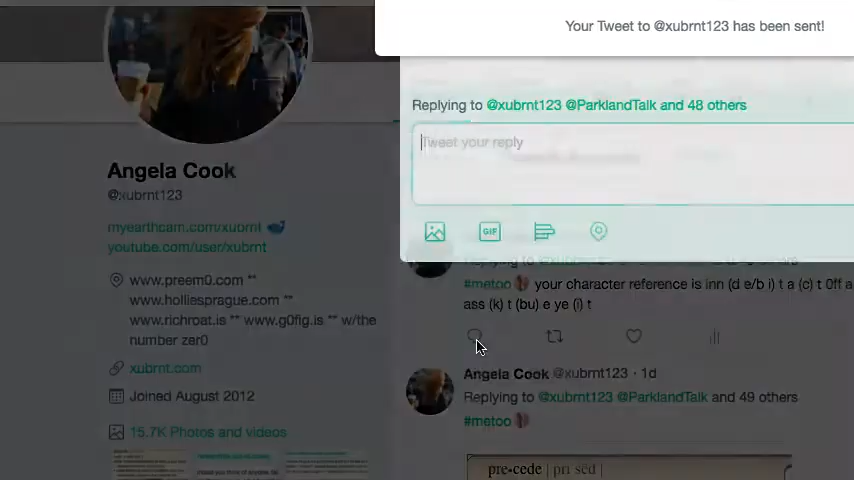 Your Tweet to @xubrnt123 has been sent!
Replying to @xubrnt123 @ParklandTalk and 48 others
Tweet your reply
GIF
Angela Cook
@xubrnt123
myearthcam.com/xubrnt
youtube.com/user/xubrnt
www.preem0.com **
www.holliesprague.com **
www.richroat.is ** www.g0fig.is ** w/the
number zer0
xubrnt.com
Joined August 2012
15.7K Photos and videos
#metoo your character reference is inn (d e/b i) t a (c) t 0ff a
ass (k) t (bu) e ye (i) t
Angela Cook @xubrnt123 · 1d
Replying to @xubrnt123 @ParklandTalk and 49 others
#metoo
pre•cede